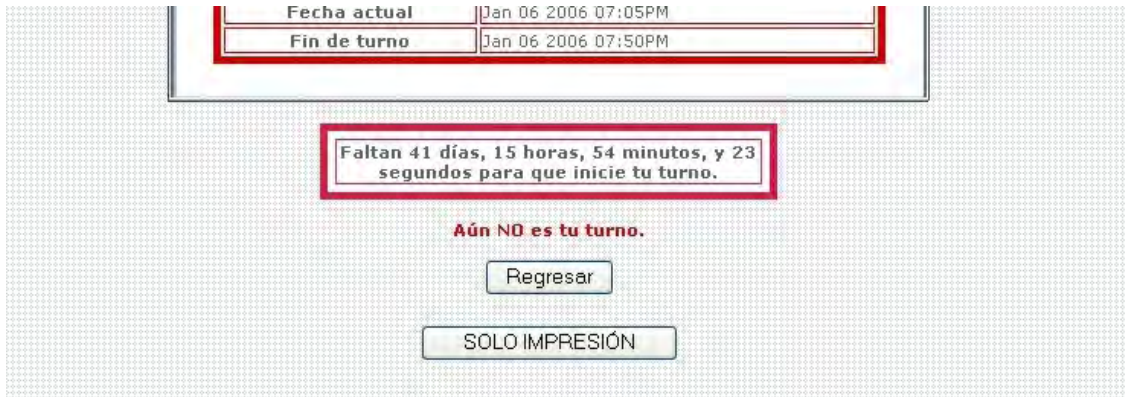 Fecha actual Jan 06 2006 07:05PM
Fin de turno Jan 06 2006 07:50PM
Faltan 41 días, 15 horas, 54 minutos, y 23
segundos para que inicie tu turno.
Aún NO es tu turno.
Regresar
SOLO IMPRESIÓN